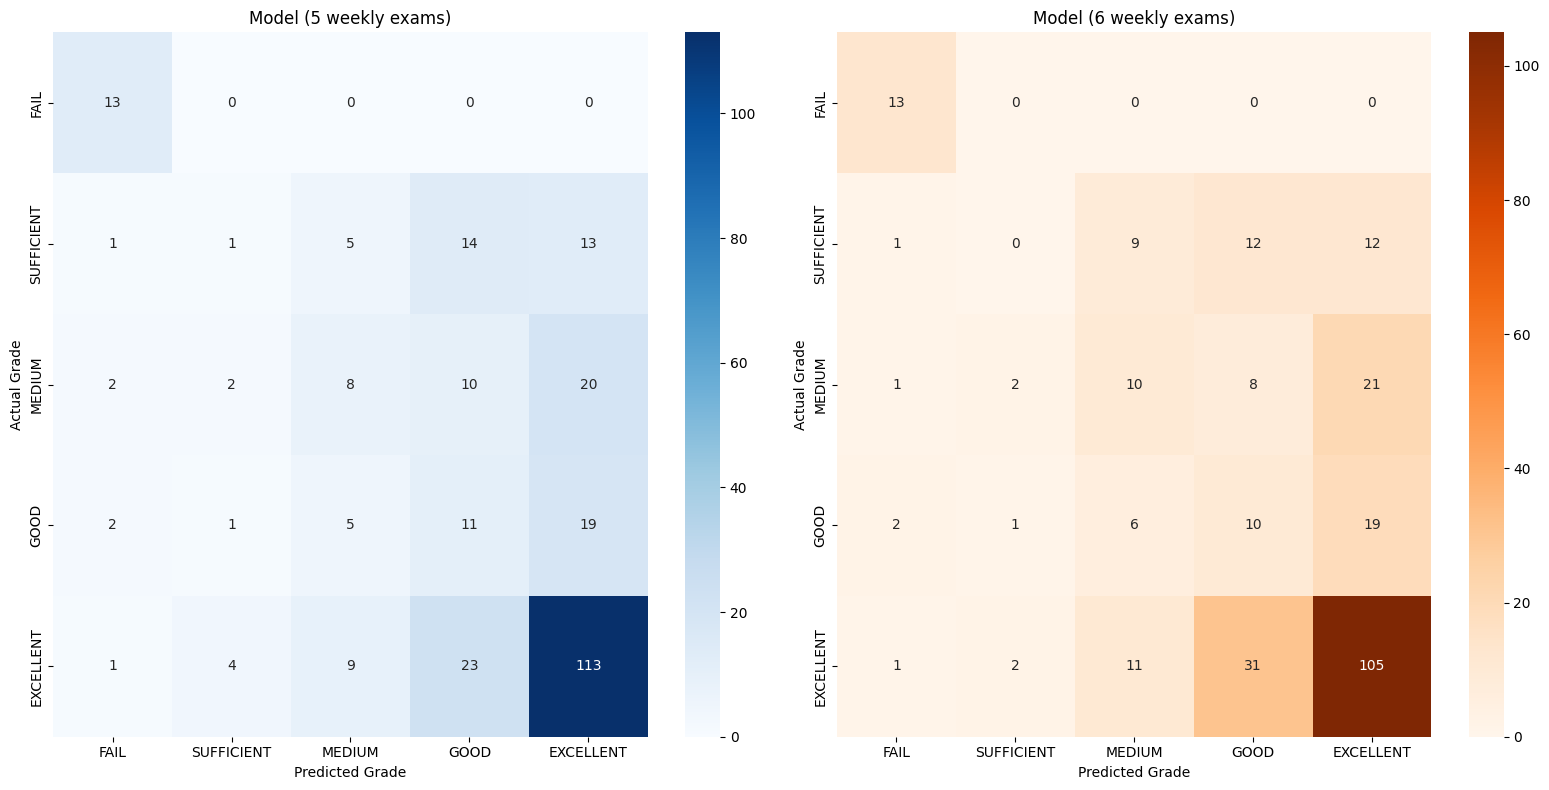 Model (5 weekly exams)
FAIL
13 0 0 0 0
SUFFICIENT
1 1 5 14 13
MEDIUM
2 2 8 10 20
GOOD
2 1 5 11 19
EXCELLENT
1 4 9 23 113
Actual Grade
FAIL SUFFICIENT MEDIUM GOOD EXCELLENT
Predicted Grade
100
80
60
40
20
0
Model (6 weekly exams)
FAIL
13 0 0 0 0
SUFFICIENT
1 0 9 12 12
MEDIUM
1 2 10 8 21
GOOD
2 1 6 10 19
EXCELLENT
1 2 11 31 105
Actual Grade
FAIL SUFFICIENT MEDIUM GOOD EXCELLENT
Predicted Grade
100
80
60
40
20
0